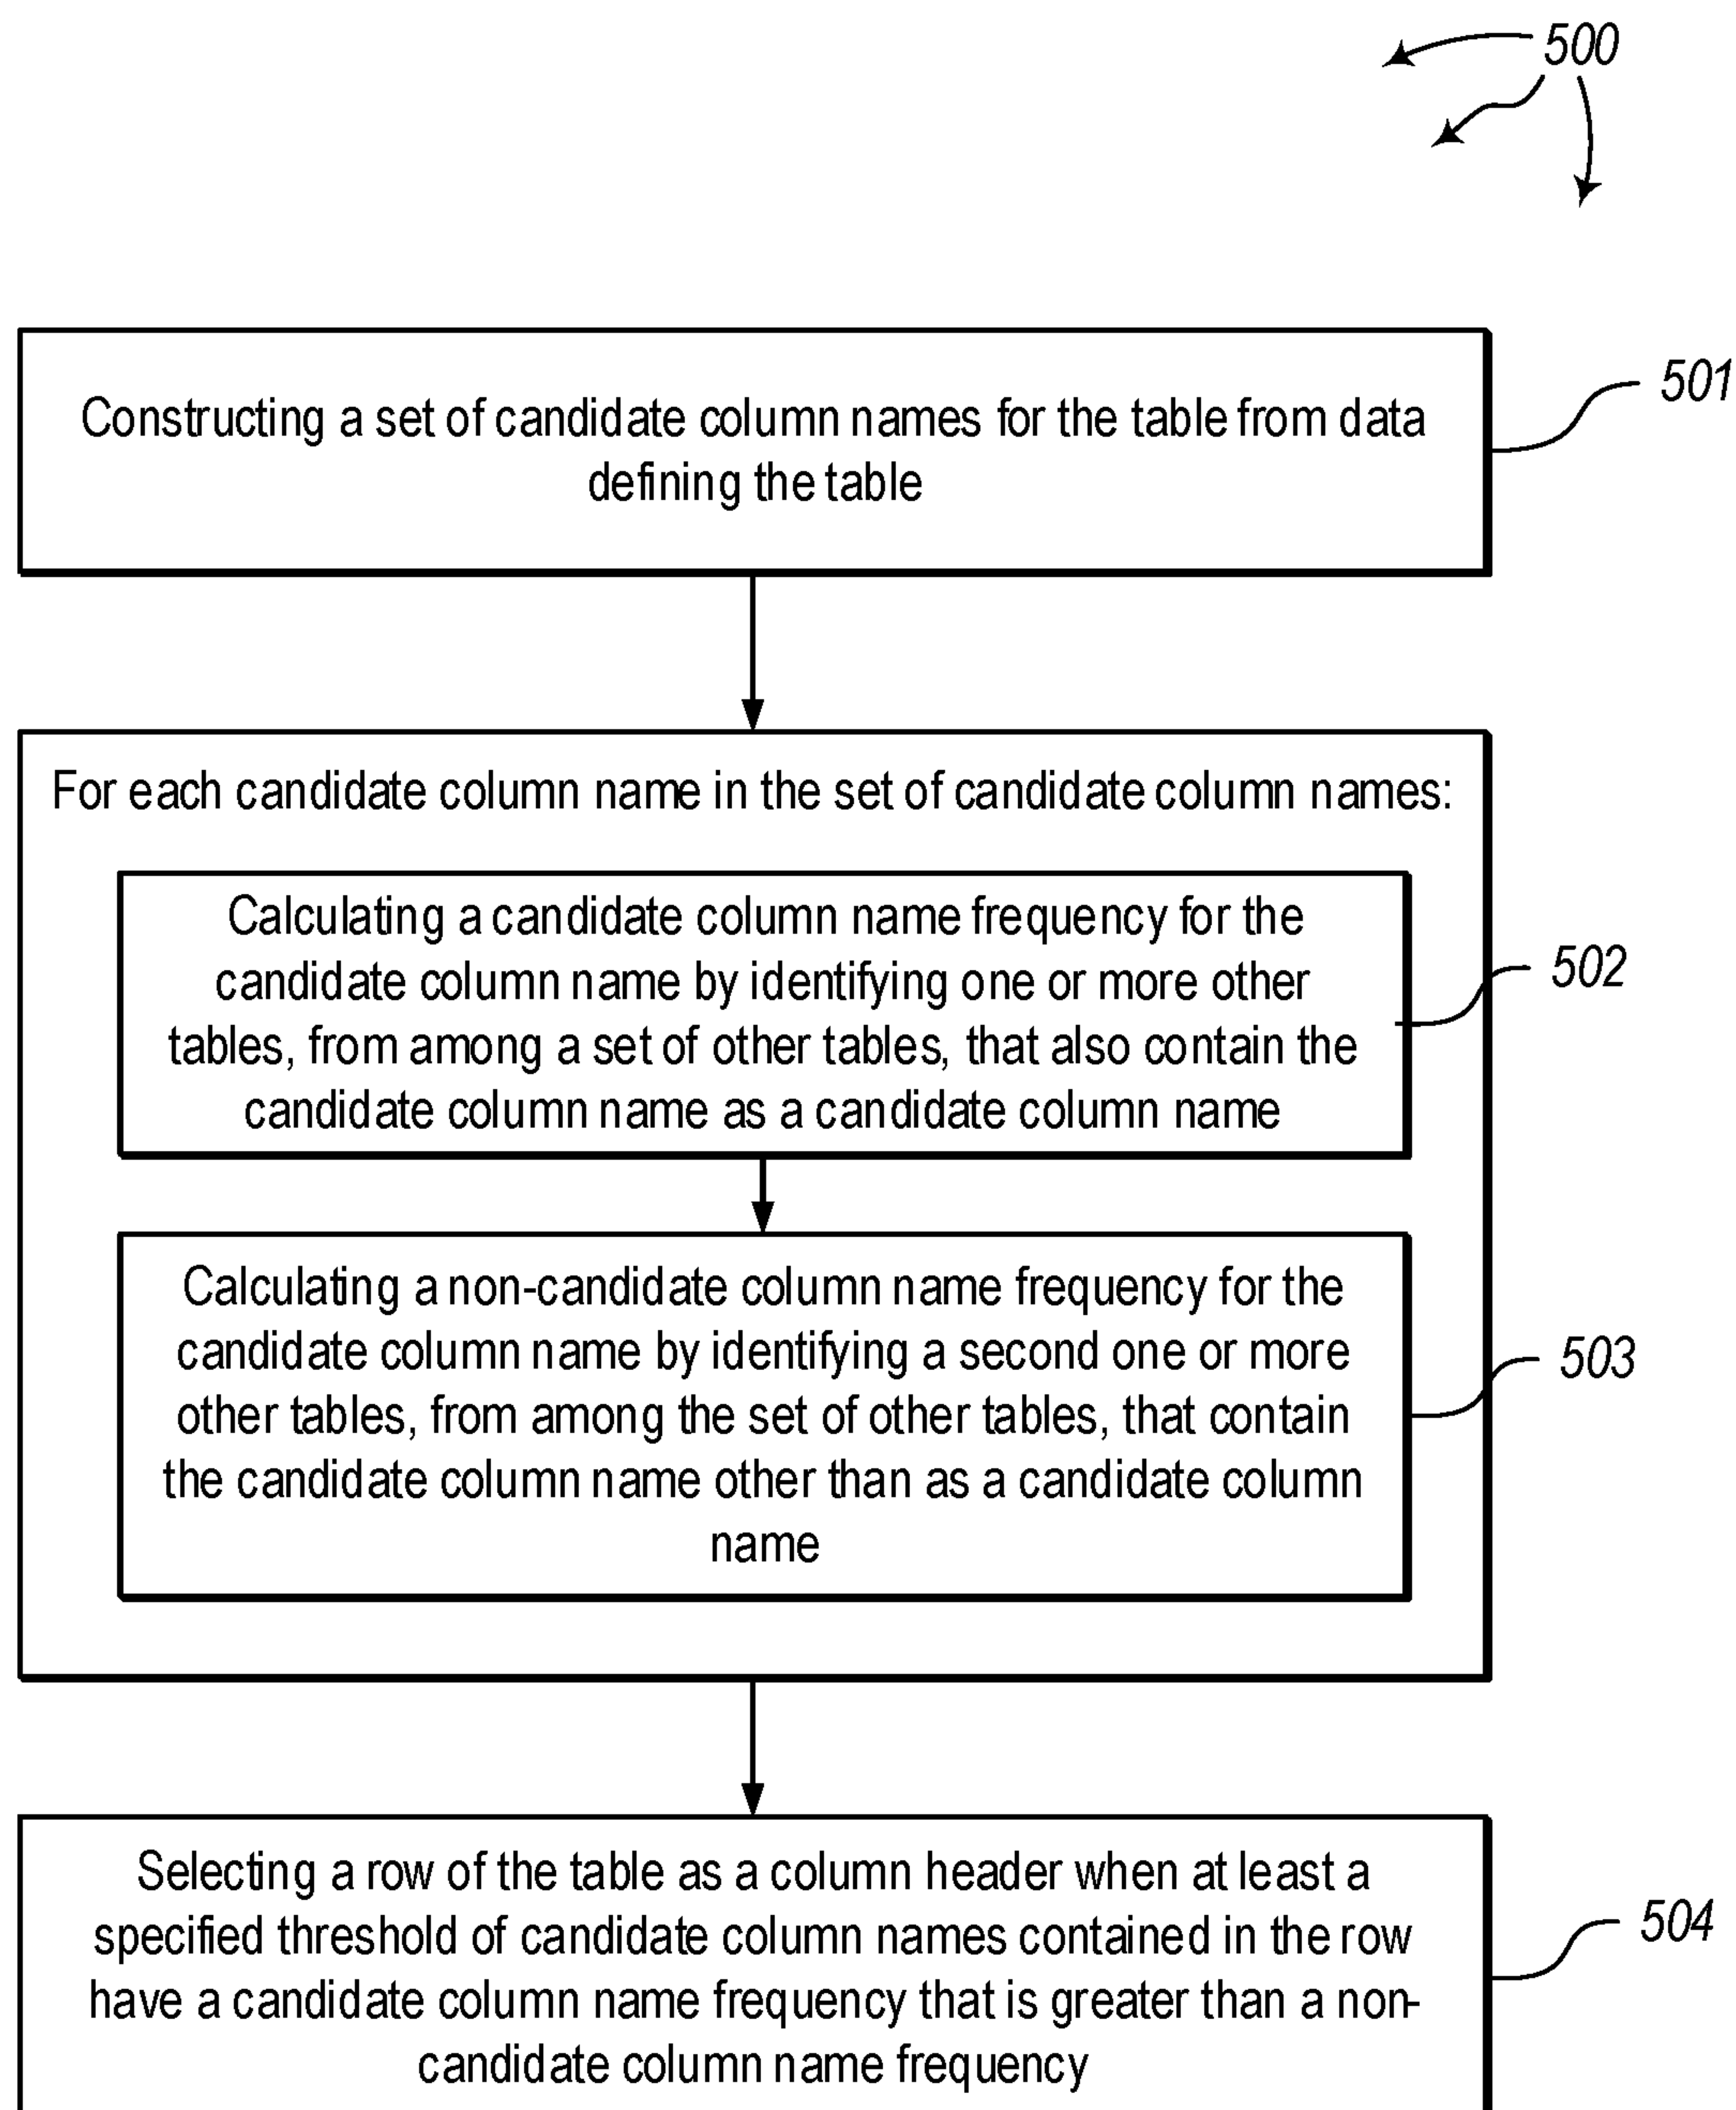 500
Constructing a set of candidate column names for the table from data
defining the table
501
For each candidate column name in the set of candidate column names:
Calculating a candidate column name frequency for the
candidate column name by identifying one or more other
tables, from among a set of other tables, that also contain the
candidate column name as a candidate column name
502
Calculating a non-candidate column name frequency for the
candidate column name by identifying a second one or more
other tables, from among the set of other tables, that contain
the candidate column name other than as a candidate column
name
503
Selecting a row of the table as a column header when at least a
specified threshold of candidate column names contained in the row
have a candidate column name frequency that is greater than a non-
candidate column name frequency
504